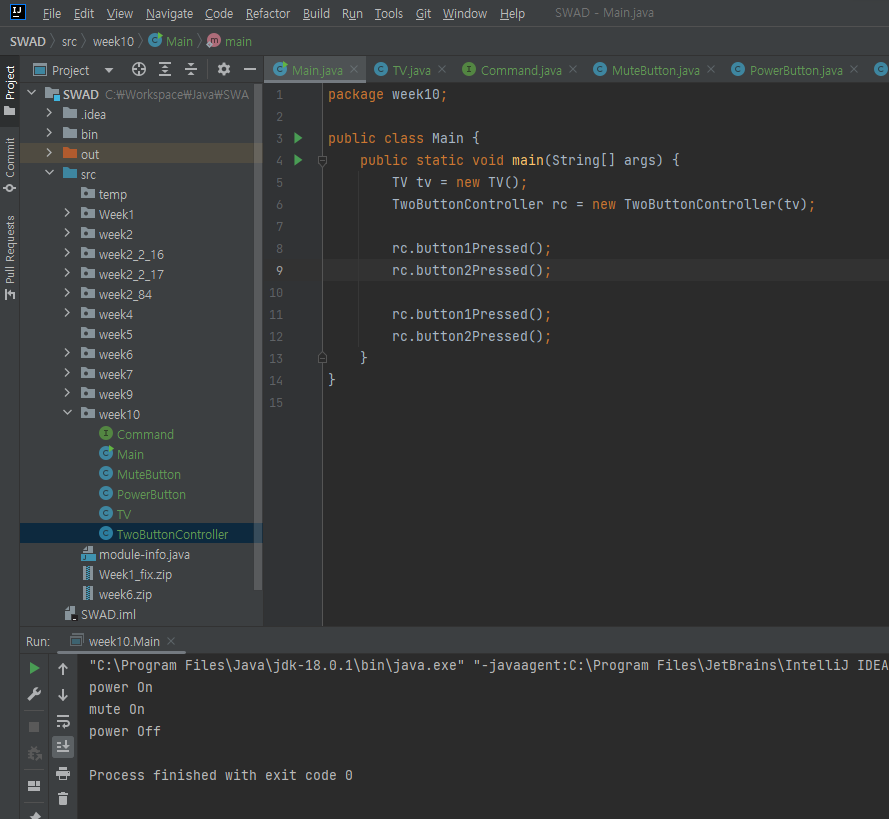 IJ File Edit View Navigate Code Refactor Build Run Tools Git Window Help SWAD - Main.java
SWAD src week10 Main main
Project
Commit
Pull Requests
Project
Main.java TV.java Command.java MuteButton.java PowerButton.java
SWAD C:₩Workspace₩Java₩SWA
.idea
bin
out
src
temp
Week1
week2
week2_2_16
week2_2_17
week2_84
week4
week5
week6
week7
week9
week10
Command
Main
MuteButton
PowerButton
TV
TwoButtonController
module-info.java
Week1_fix.zip
week6.zip
SWAD.iml
1 package week10;
2
3 public class Main {
4 public static void main(String[] args) {
5 TV tv = new TV();
6 TwoButtonController rc = new TwoButtonController(tv);
7
8 rc.button1Pressed();
9 rc.button2Pressed();
10
11 rc.button1Pressed();
12 rc.button2Pressed();
13 }
14 }
15
Run: week10.Main
"C:\Program Files\Java\jdk-18.0.1\bin\java.exe" "-javaagent:C:\Program Files\JetBrains\IntelliJ IDEA
power On
mute On
power Off
Process finished with exit code 0